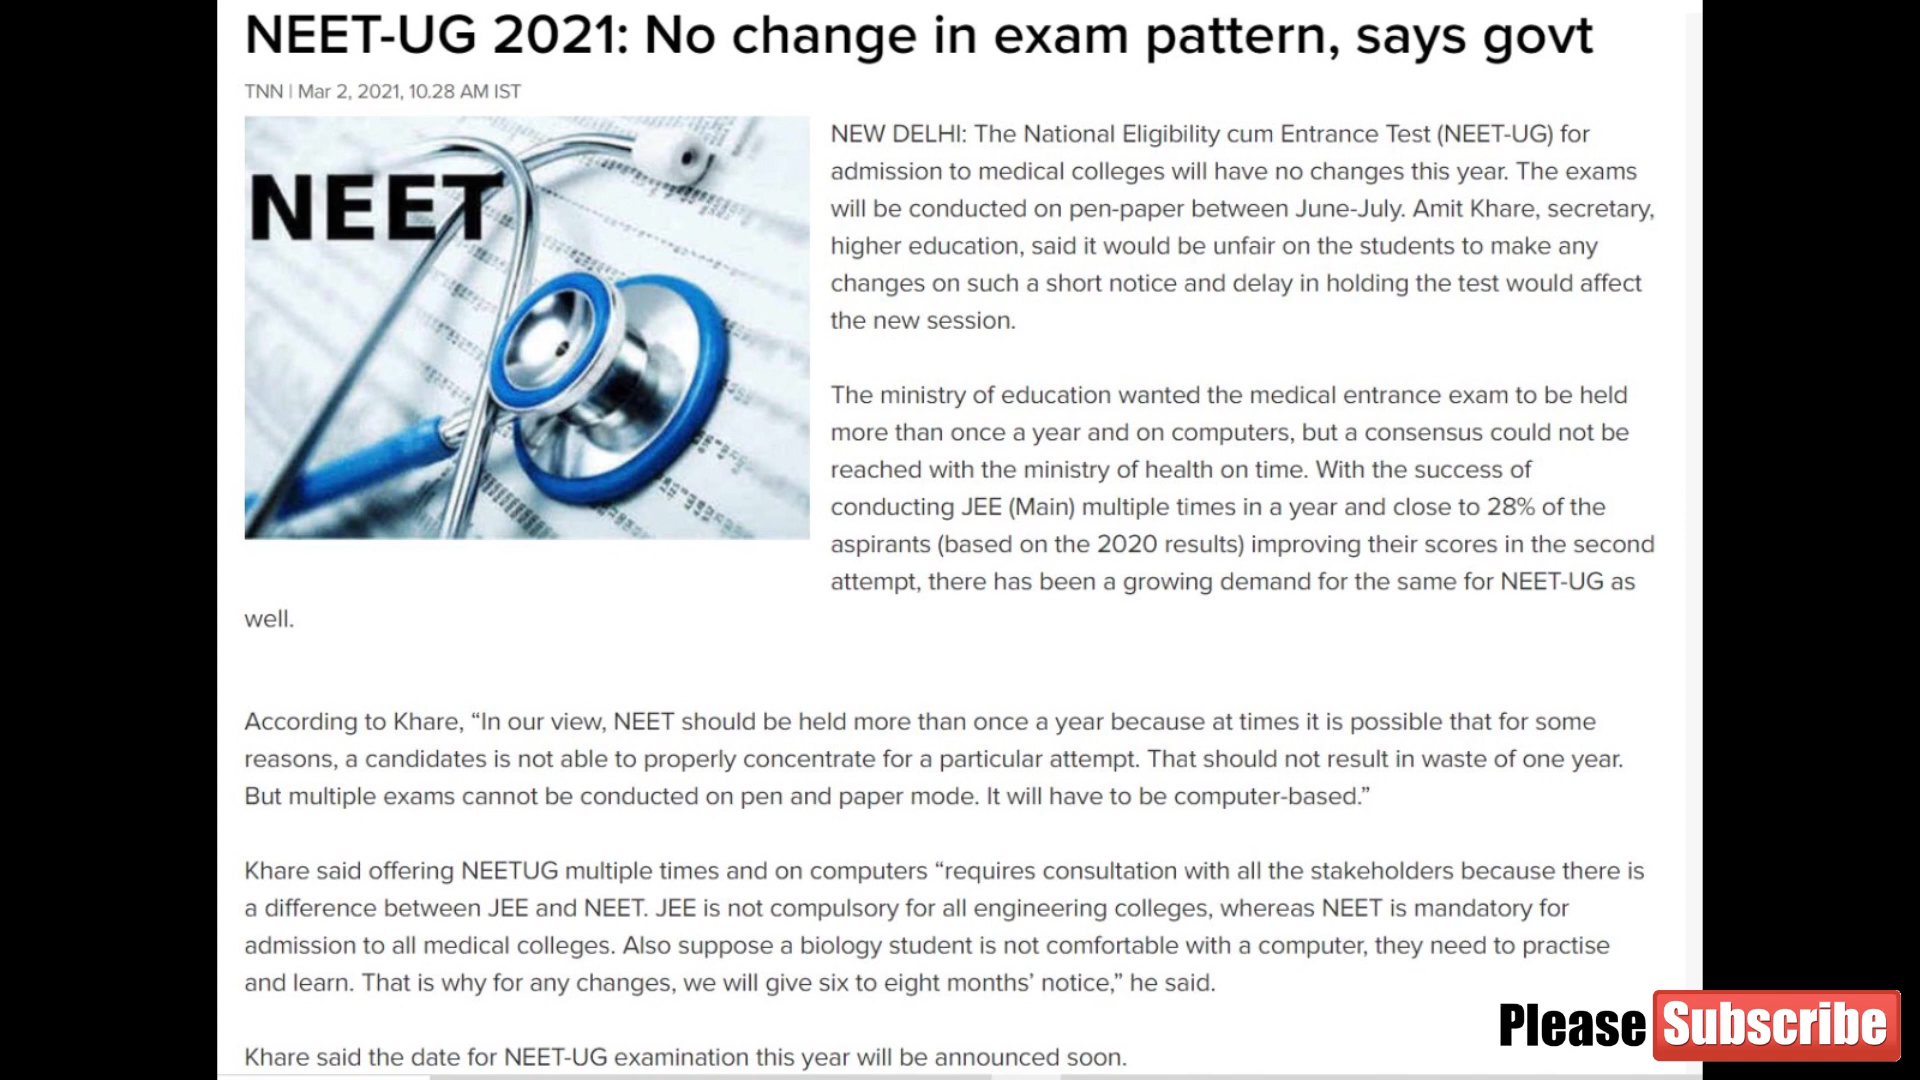 NEET-UG 2021: No change in exam pattern, says govt
TNN | Mar 2, 2021, 10.28 AM IST
NEET
NEW DELHI: The National Eligibility cum Entrance Test (NEET-UG) for
admission to medical colleges will have no changes this year. The exams
will be conducted on pen-paper between June-July. Amit Khare, secretary,
higher education, said it would be unfair on the students to make any
changes on such a short notice and delay in holding the test would affect
the new session.
The ministry of education wanted the medical entrance exam to be held
more than once a year and on computers, but a consensus could not be
reached with the ministry of health on time. With the success of
conducting JEE (Main) multiple times in a year and close to 28% of the
aspirants (based on the 2020 results) improving their scores in the second
attempt, there has been a growing demand for the same for NEET-UG as
well.
According to Khare, “In our view, NEET should be held more than once a year because at times it is possible that for some
reasons, a candidates is not able to properly concentrate for a particular attempt. That should not result in waste of one year.
But multiple exams cannot be conducted on pen and paper mode. It will have to be computer-based.”
Khare said offering NEETUG multiple times and on computers “requires consultation with all the stakeholders because there is
a difference between JEE and NEET. JEE is not compulsory for all engineering colleges, whereas NEET is mandatory for
admission to all medical colleges. Also suppose a biology student is not comfortable with a computer, they need to practise
and learn. That is why for any changes, we will give six to eight months’ notice,” he said.
Khare said the date for NEET-UG examination this year will be announced soon.
Please Subscribe